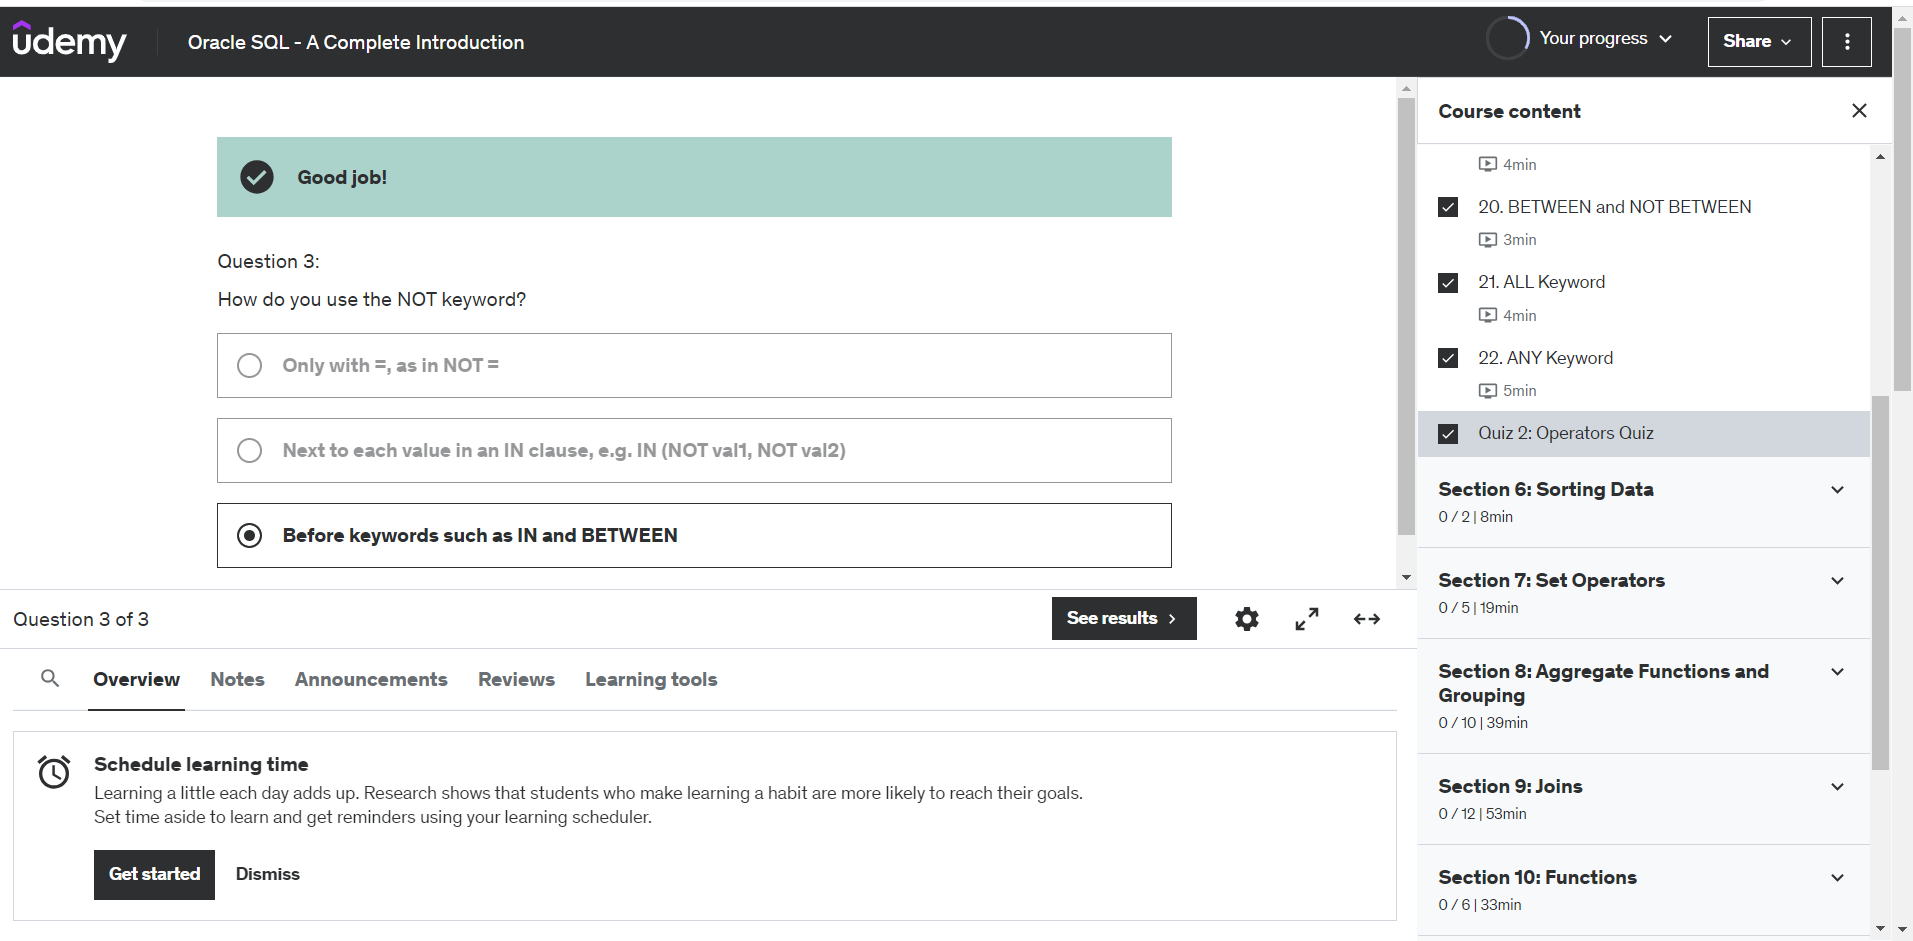 udemy
Oracle SQL - A Complete Introduction
Your progress
Share
Good job!
Question 3:
How do you use the NOT keyword?
Only with =, as in NOT =
Next to each value in an IN clause, e.g. IN (NOT val1, NOT val2)
Before keywords such as IN and BETWEEN
Question 3 of 3
See results
Overview
Notes
Announcements
Reviews
Learning tools
Schedule learning time
Learning a little each day adds up. Research shows that students who make learning a habit are more likely to reach their goals.
Set time aside to learn and get reminders using your learning scheduler.
Get started
Dismiss
Course content
4min
20. BETWEEN and NOT BETWEEN
3min
21. ALL Keyword
4min
22. ANY Keyword
5min
Quiz 2: Operators Quiz
Section 6: Sorting Data
0 / 2 | 8min
Section 7: Set Operators
0 / 5 | 19min
Section 8: Aggregate Functions and
Grouping
0 / 10 | 39min
Section 9: Joins
0 / 12 | 53min
Section 10: Functions
0 / 6 | 33min